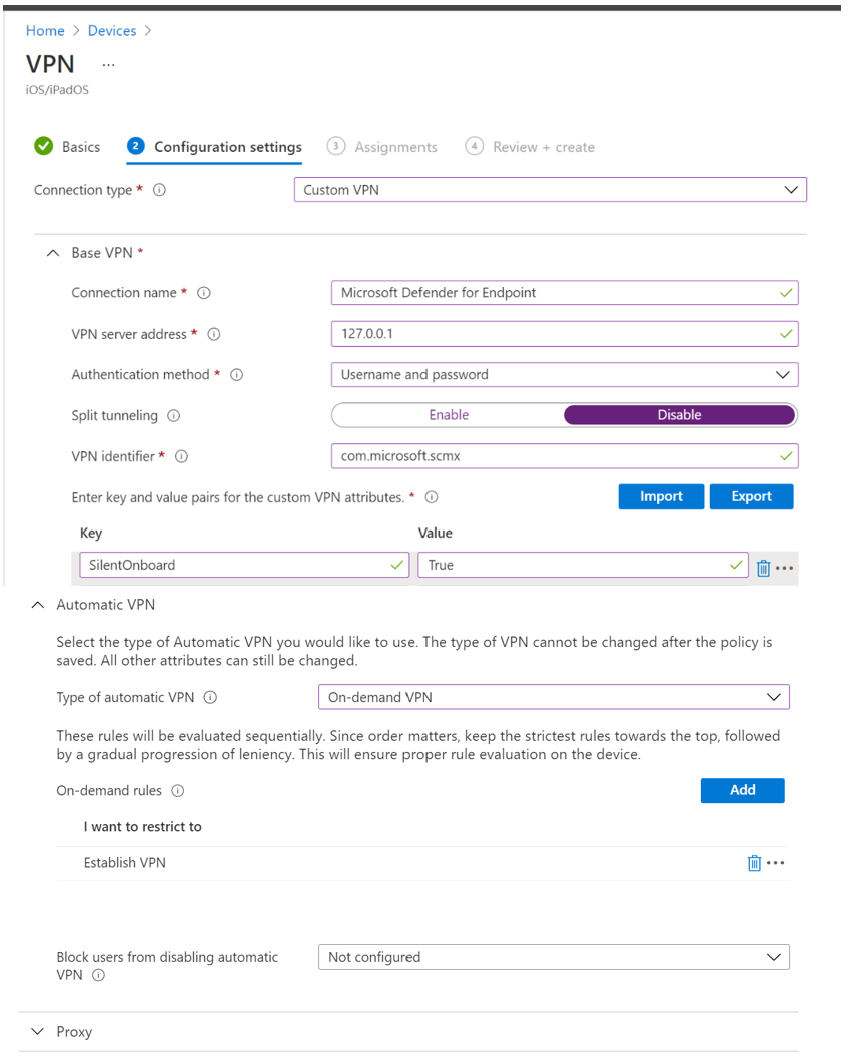 Home > Devices >
VPN ...
iOS/iPadOS
Basics 2 Configuration settings 3 Assignments 4 Review + create
Connection type * Custom VPN
Base VPN *
Connection name * Microsoft Defender for Endpoint
VPN server address * 127.0.0.1
Authentication method * Username and password
Split tunneling Enable Disable
VPN identifier * com.microsoft.scmx
Enter key and value pairs for the custom VPN attributes. * Import Export
Key Value
SilentOnboard True
Automatic VPN
Select the type of Automatic VPN you would like to use. The type of VPN cannot be changed after the policy is
saved. All other attributes can still be changed.
Type of automatic VPN On-demand VPN
These rules will be evaluated sequentially. Since order matters, keep the strictest rules towards the top, followed
by a gradual progression of leniency. This will ensure proper rule evaluation on the device.
On-demand rules Add
I want to restrict to
Establish VPN
Block users from disabling automatic Not configured
VPN
Proxy